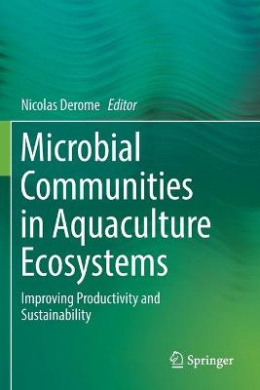 Nicolas Derome Editor
Microbial
Communities
in Aquaculture
Ecosystems
Improving Productivity and
Sustainability
Springer